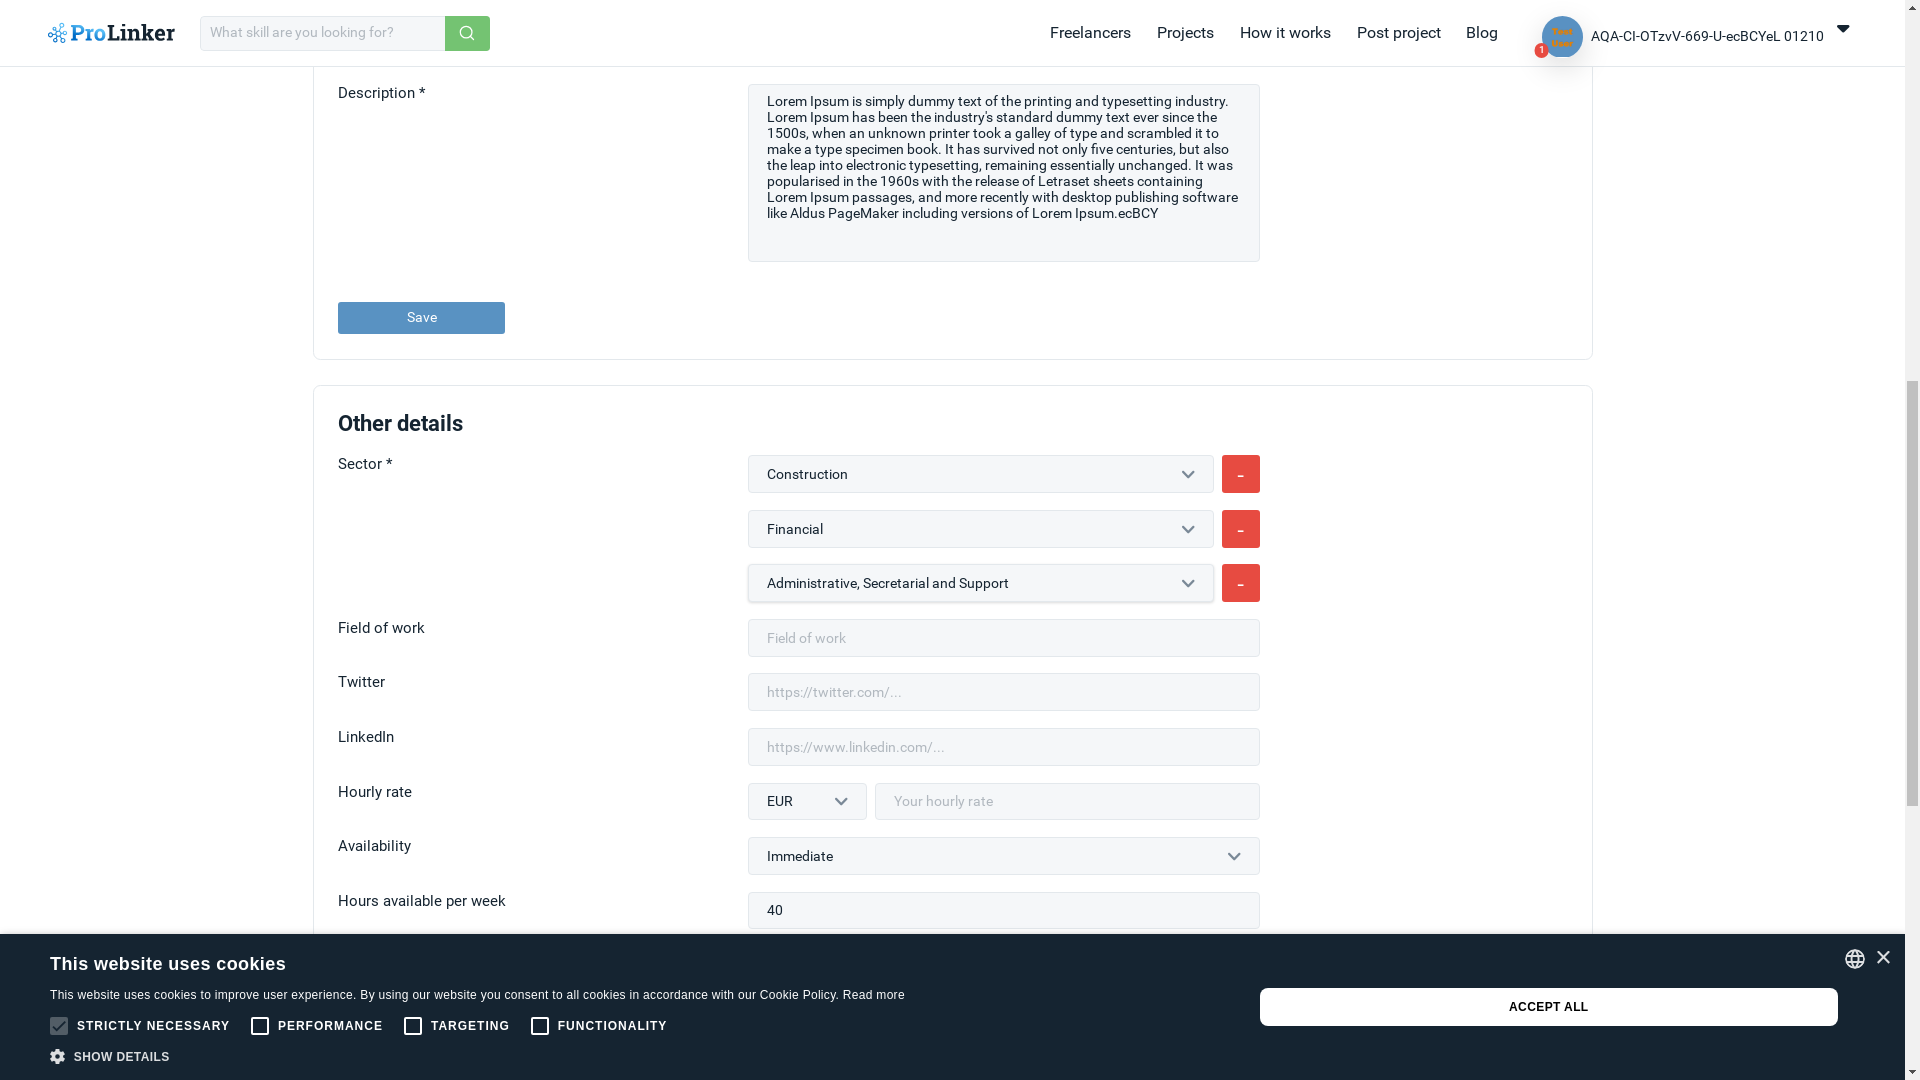 ProLinker
What skill are you looking for?
Freelancers
Projects
How it works
Post project
Blog
Test
User
1
AQA-CI-OTzvV-669-U-ecBCYeL 01210
Description *
Lorem Ipsum is simply dummy text of the printing and typesetting industry.
Lorem Ipsum has been the industry's standard dummy text ever since the
1500s, when an unknown printer took a galley of type and scrambled it to
make a type specimen book. It has survived not only five centuries, but also
the leap into electronic typesetting, remaining essentially unchanged. It was
popularised in the 1960s with the release of Letraset sheets containing
Lorem Ipsum passages, and more recently with desktop publishing software
like Aldus PageMaker including versions of Lorem Ipsum.ecBCY
Save
Other details
Sector *
Construction
-
Financial
-
Administrative, Secretarial and Support
-
Field of work
Field of work
Twitter
https://twitter.com/...
LinkedIn
https://www.linkedin.com/...
Hourly rate
EUR
Your hourly rate
Availability
Immediate
Hours available per week
40
This website uses cookies
This website uses cookies to improve user experience. By using our website you consent to all cookies in accordance with our Cookie Policy. Read more
STRICTLY NECESSARY
PERFORMANCE
TARGETING
FUNCTIONALITY
SHOW DETAILS
ACCEPT ALL
×